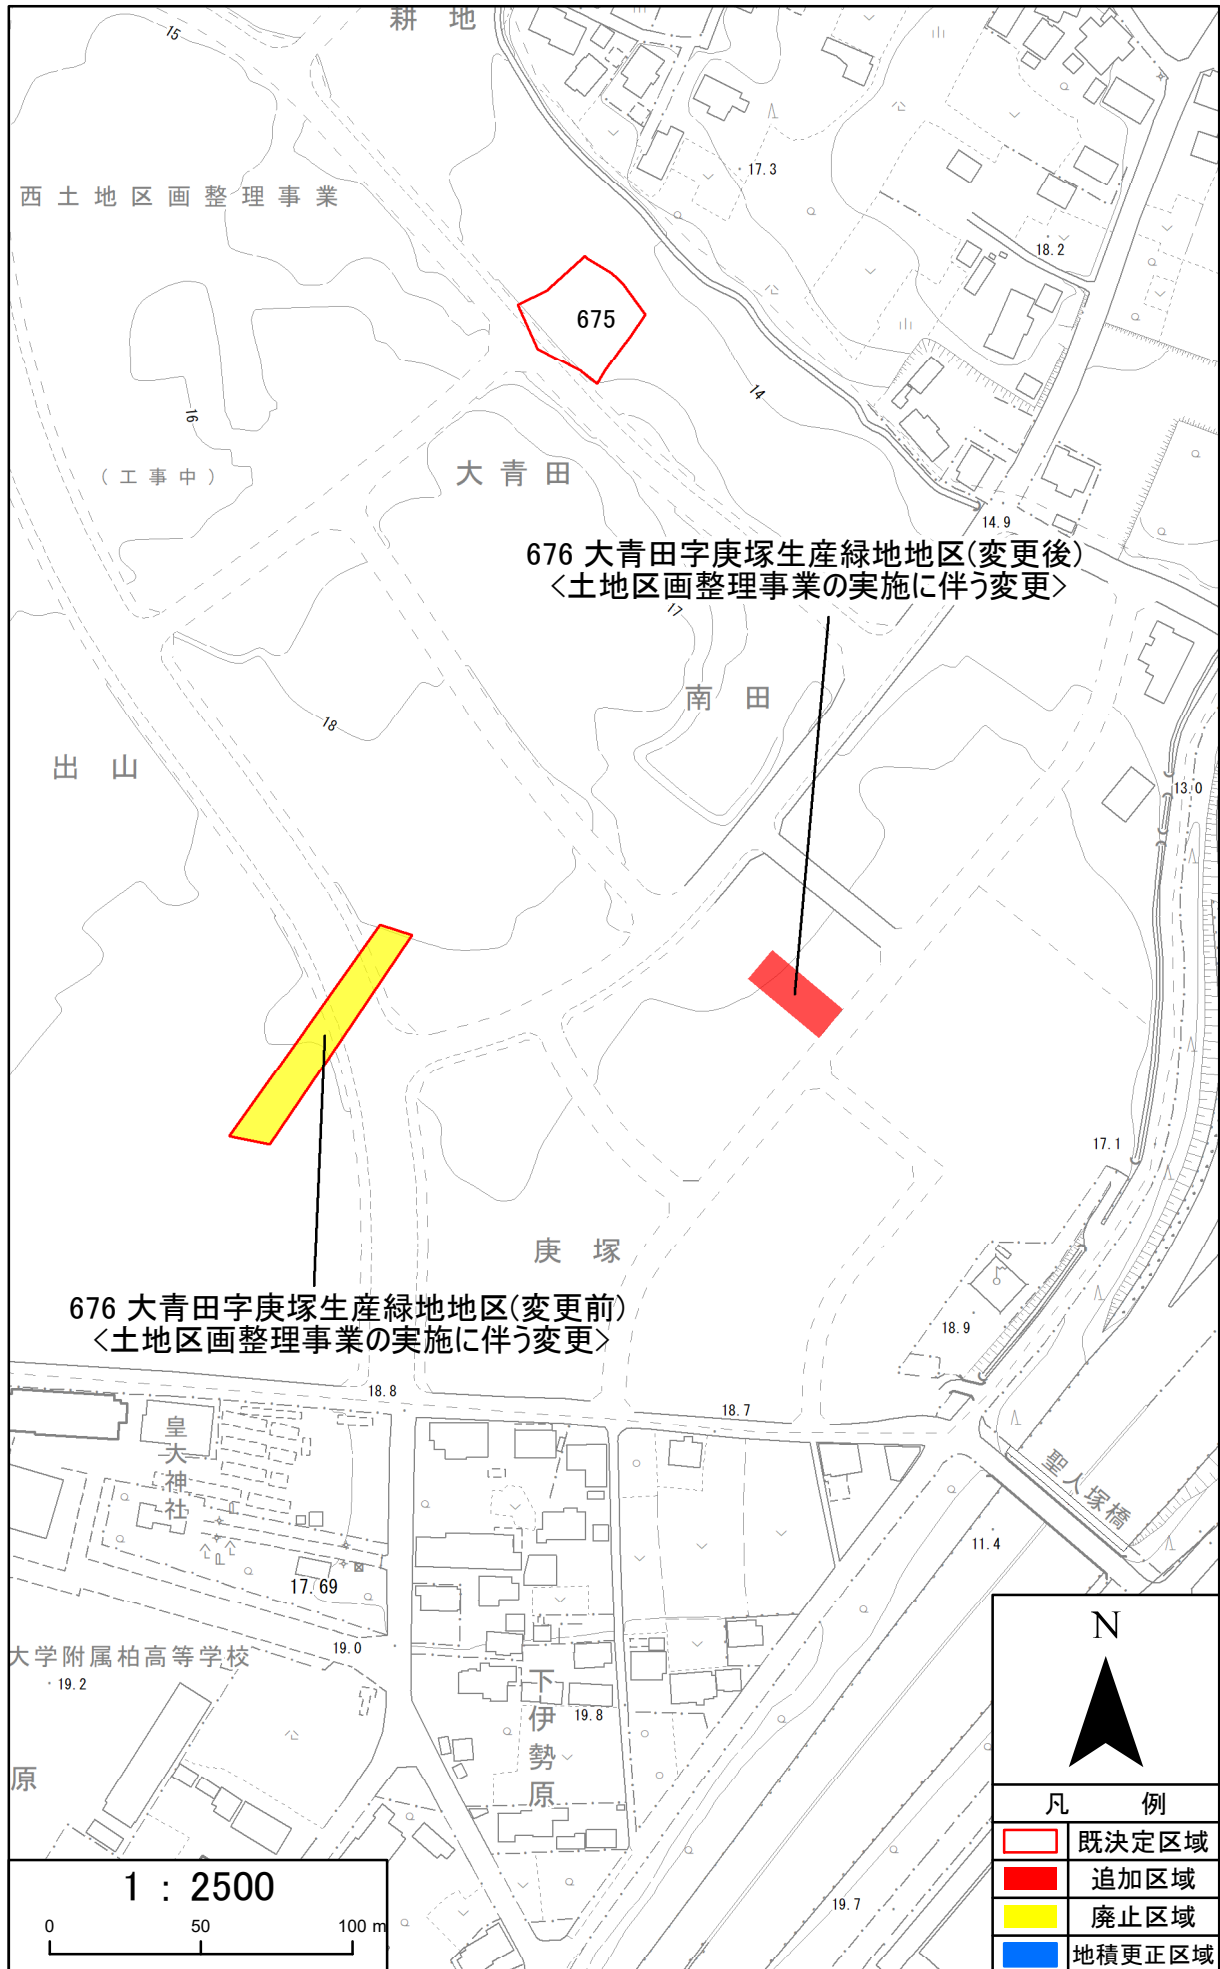 耕地
15
17.3
西土地区画整理事業
18.2
675
14
16
(工事中)
大青田
14.9
676 大青田字庚塚生産緑地地区(変更後)
<土地区画整理事業の実施に伴う変更>
17
南田
18
出山
13.0
17.1
庚塚
676 大青田字庚塚生産緑地地区(変更前)
<土地区画整理事業の実施に伴う変更>
18.9
18.8
18.7
皇大神社
聖人塚橋
11.4
17.69
19.0
大学附属柏高等学校
19.2
下伊勢原
19.8
原
19.7
N
凡例
既決定区域
追加区域
廃止区域
地積更正区域
1 : 2500
0 50 100 m